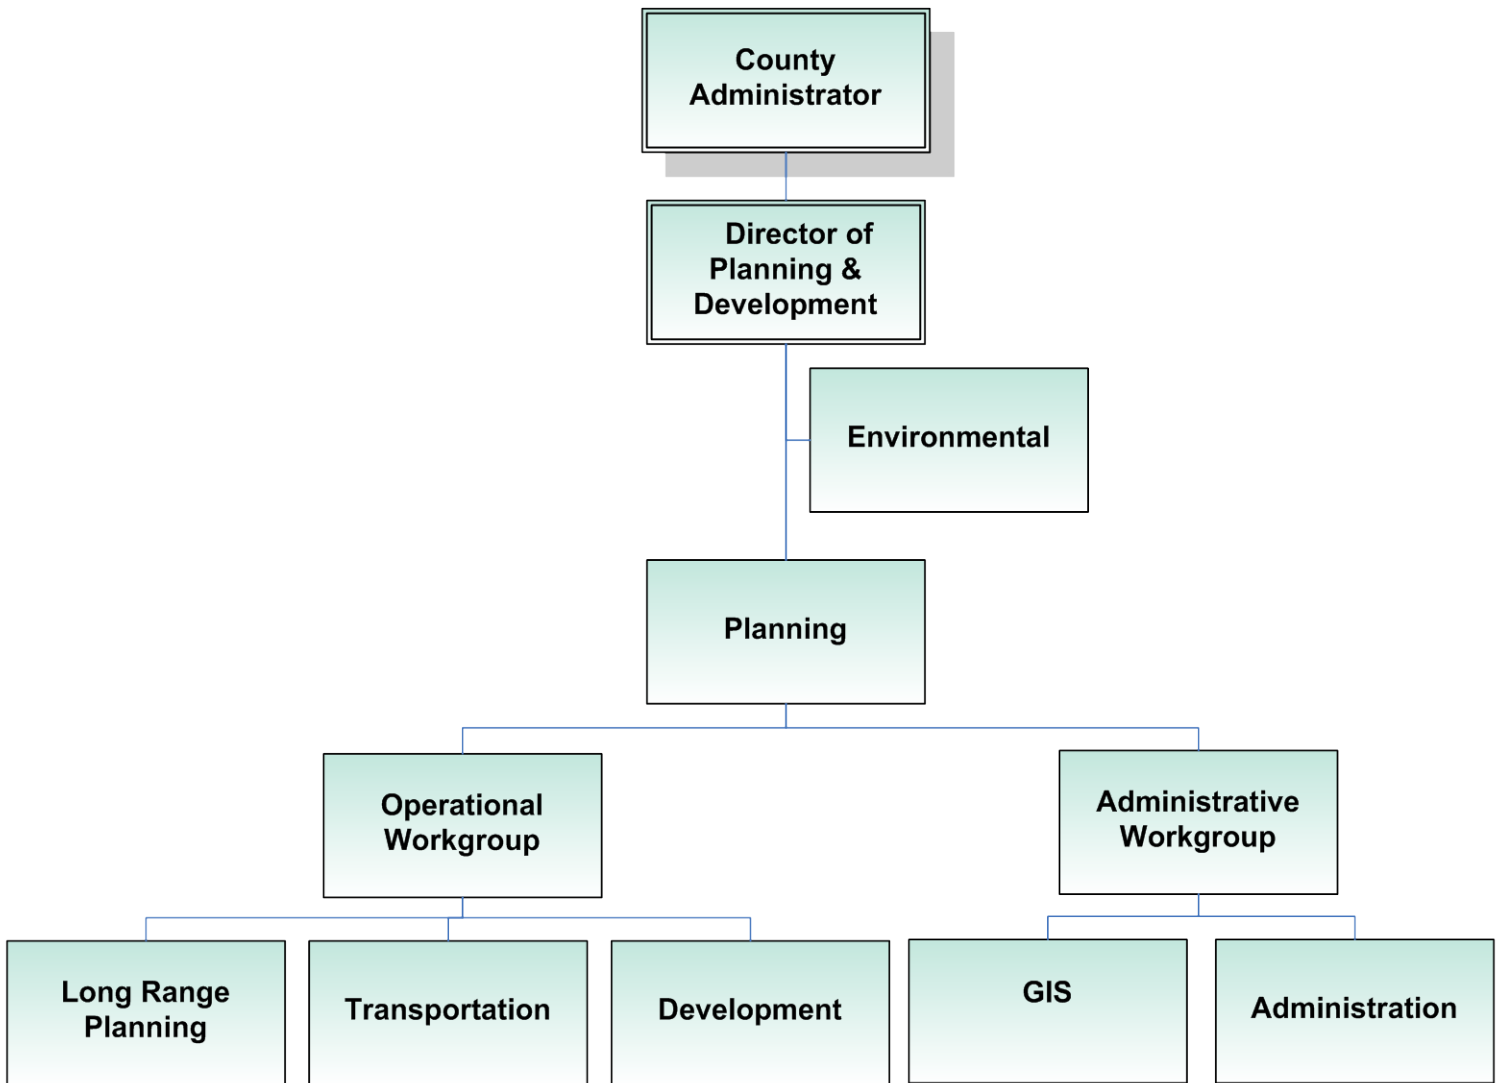 County
Administrator
Director of
Planning &
Development
Environmental
Planning
Operational
Workgroup
Administrative
Workgroup
Long Range
Planning
Transportation
Development
GIS
Administration